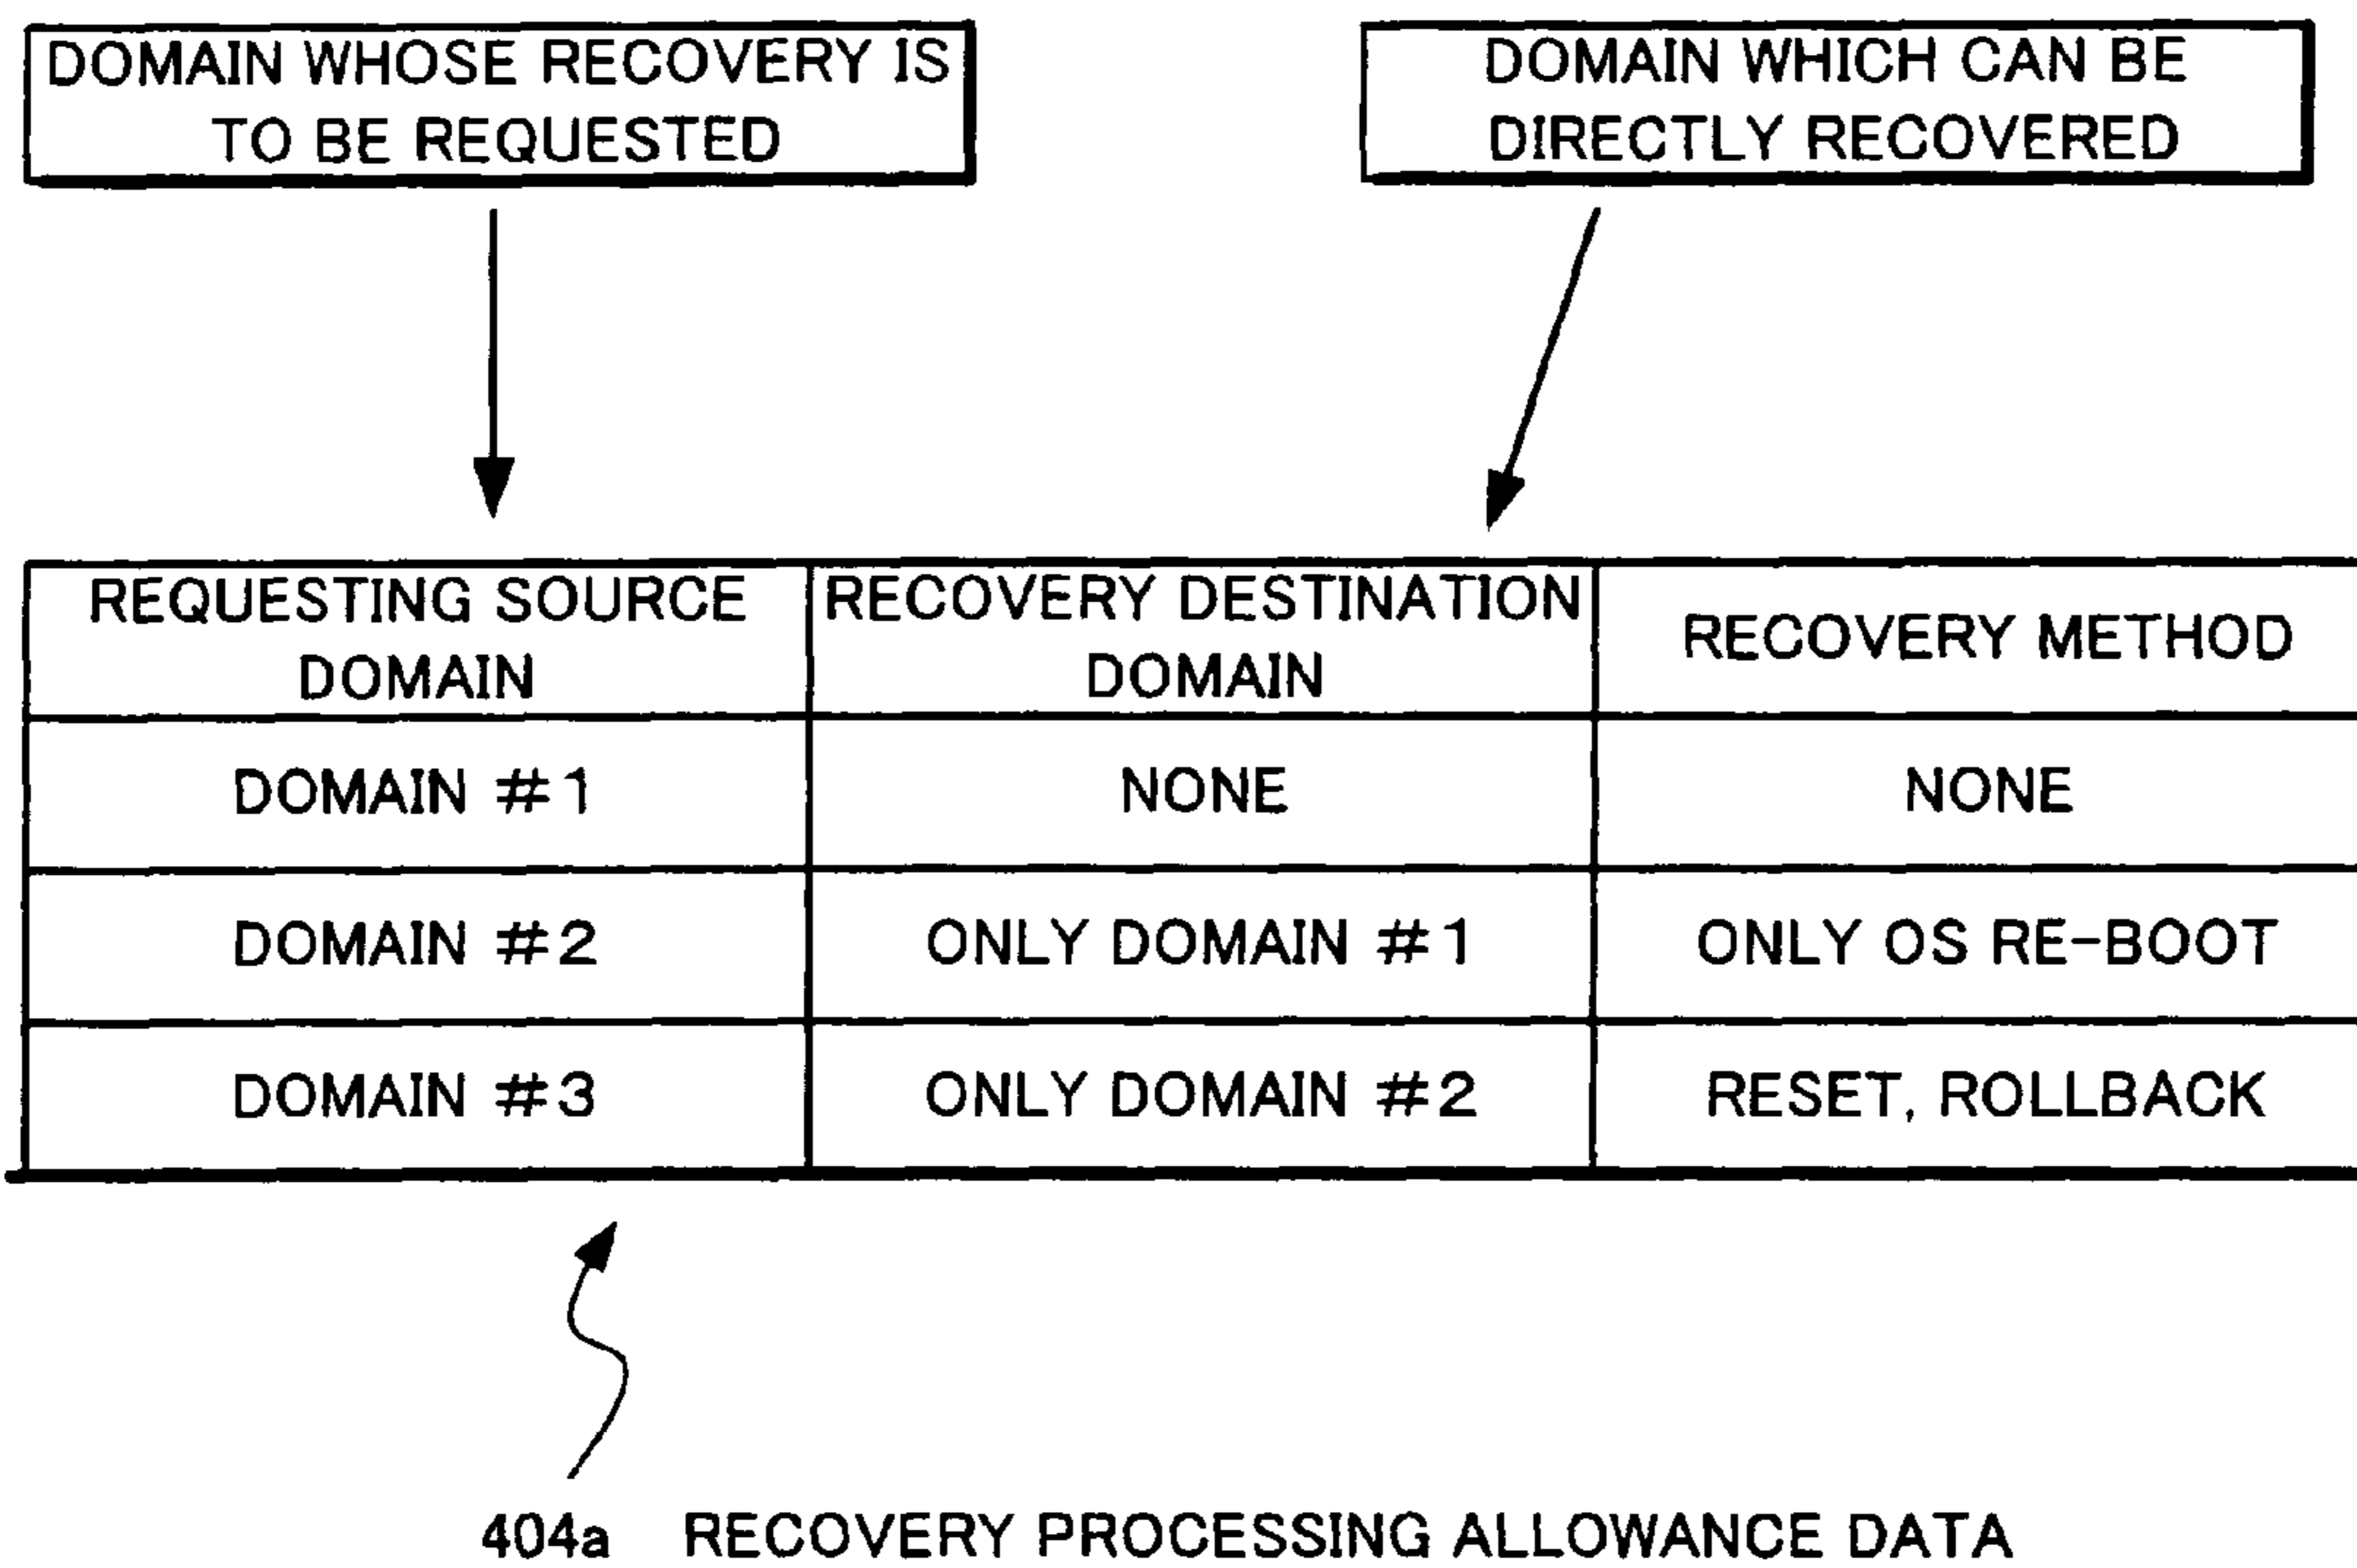 DOMAIN WHOSE RECOVERY IS
TO BE REQUESTED
DOMAIN WHICH CAN BE
DIRECTLY RECOVERED
REQUESTING SOURCE
DOMAIN
RECOVERY DESTINATION
DOMAIN
RECOVERY METHOD
DOMAIN #1
NONE
NONE
DOMAIN #2
ONLY DOMAIN #1
ONLY OS RE-BOOT
DOMAIN #3
ONLY DOMAIN #2
RESET, ROLLBACK
404a RECOVERY PROCESSING ALLOWANCE DATA